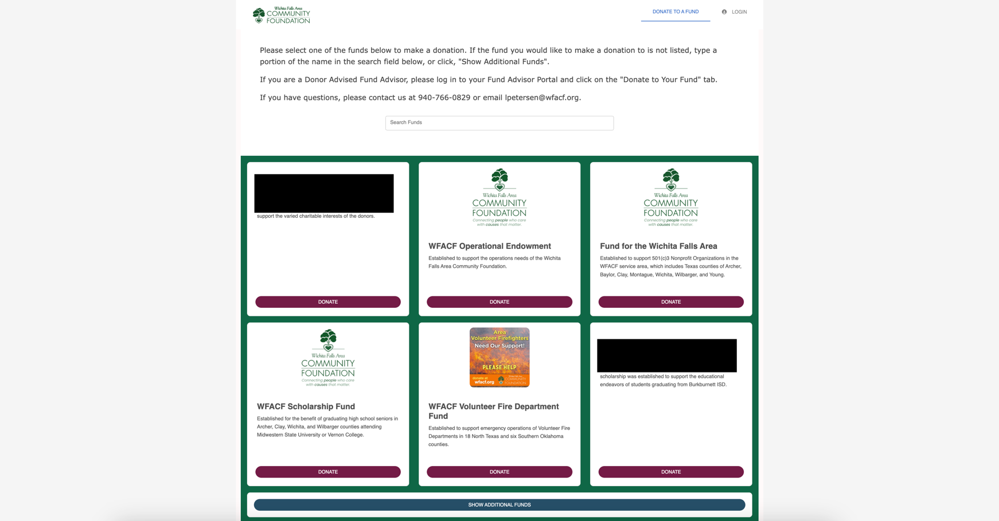 Wichita Falls Area
COMMUNITY
FOUNDATION
DONATE TO A FUND
LOGIN
Please select one of the funds below to make a donation. If the fund you would like to make a donation to is not listed, type a
portion of the name in the search field below, or click, "Show Additional Funds".
If you are a Donor Advised Fund Advisor, please log in to your Fund Advisor Portal and click on the "Donate to Your Fund" tab.
If you have questions, please contact us at 940-766-0829 or email lpetersen@wfacf.org.
Search Funds
support the varied charitable interests of the donors.
DONATE
Wichita Falls Area
COMMUNITY
FOUNDATION
Connecting people who care
with causes that matter.
WFACF Operational Endowment
Established to support the operations needs of the Wichita
Falls Area Community Foundation.
DONATE
Wichita Falls Area
COMMUNITY
FOUNDATION
Connecting people who care
with causes that matter.
Fund for the Wichita Falls Area
Established to support 501(c)3 Nonprofit Organizations in the
WFACF service area, which includes Texas counties of Archer,
Baylor, Clay, Montague, Wichita, Wilbarger, and Young.
DONATE
Wichita Falls Area
COMMUNITY
FOUNDATION
Connecting people who care
with causes that matter.
WFACF Scholarship Fund
Established for the benefit of graduating high school seniors in
Archer, Clay, Wichita, and Wilbarger counties attending
Midwestern State University or Vernon College.
DONATE
Area
Volunteer Firefighters
Need Our Support!
PLEASE HELP
donate at
wfacf.org
Wichita Falls Area
COMMUNITY
FOUNDATION
WFACF Volunteer Fire Department
Fund
Established to support emergency operations of Volunteer Fire
Departments in 18 North Texas and six Southern Oklahoma
counties.
DONATE
scholarship was established to support the educational
endeavors of students graduating from Burkburnett ISD.
DONATE
SHOW ADDITIONAL FUNDS